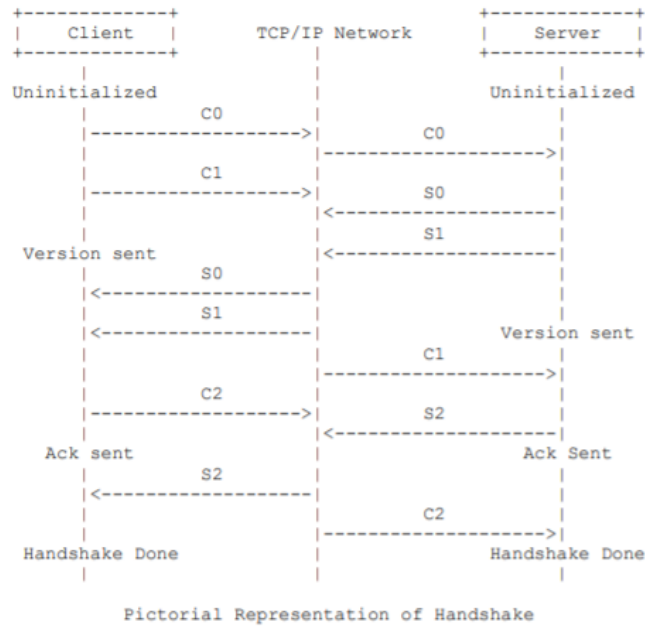 Client TCP/IP Network Server
Uninitialized Uninitialized
C0
C0
C1
S0
S1
Version sent
S0
S1
Version sent
C1
C2
S2
Ack sent Ack Sent
S2
C2
Handshake Done Handshake Done
Pictorial Representation of Handshake